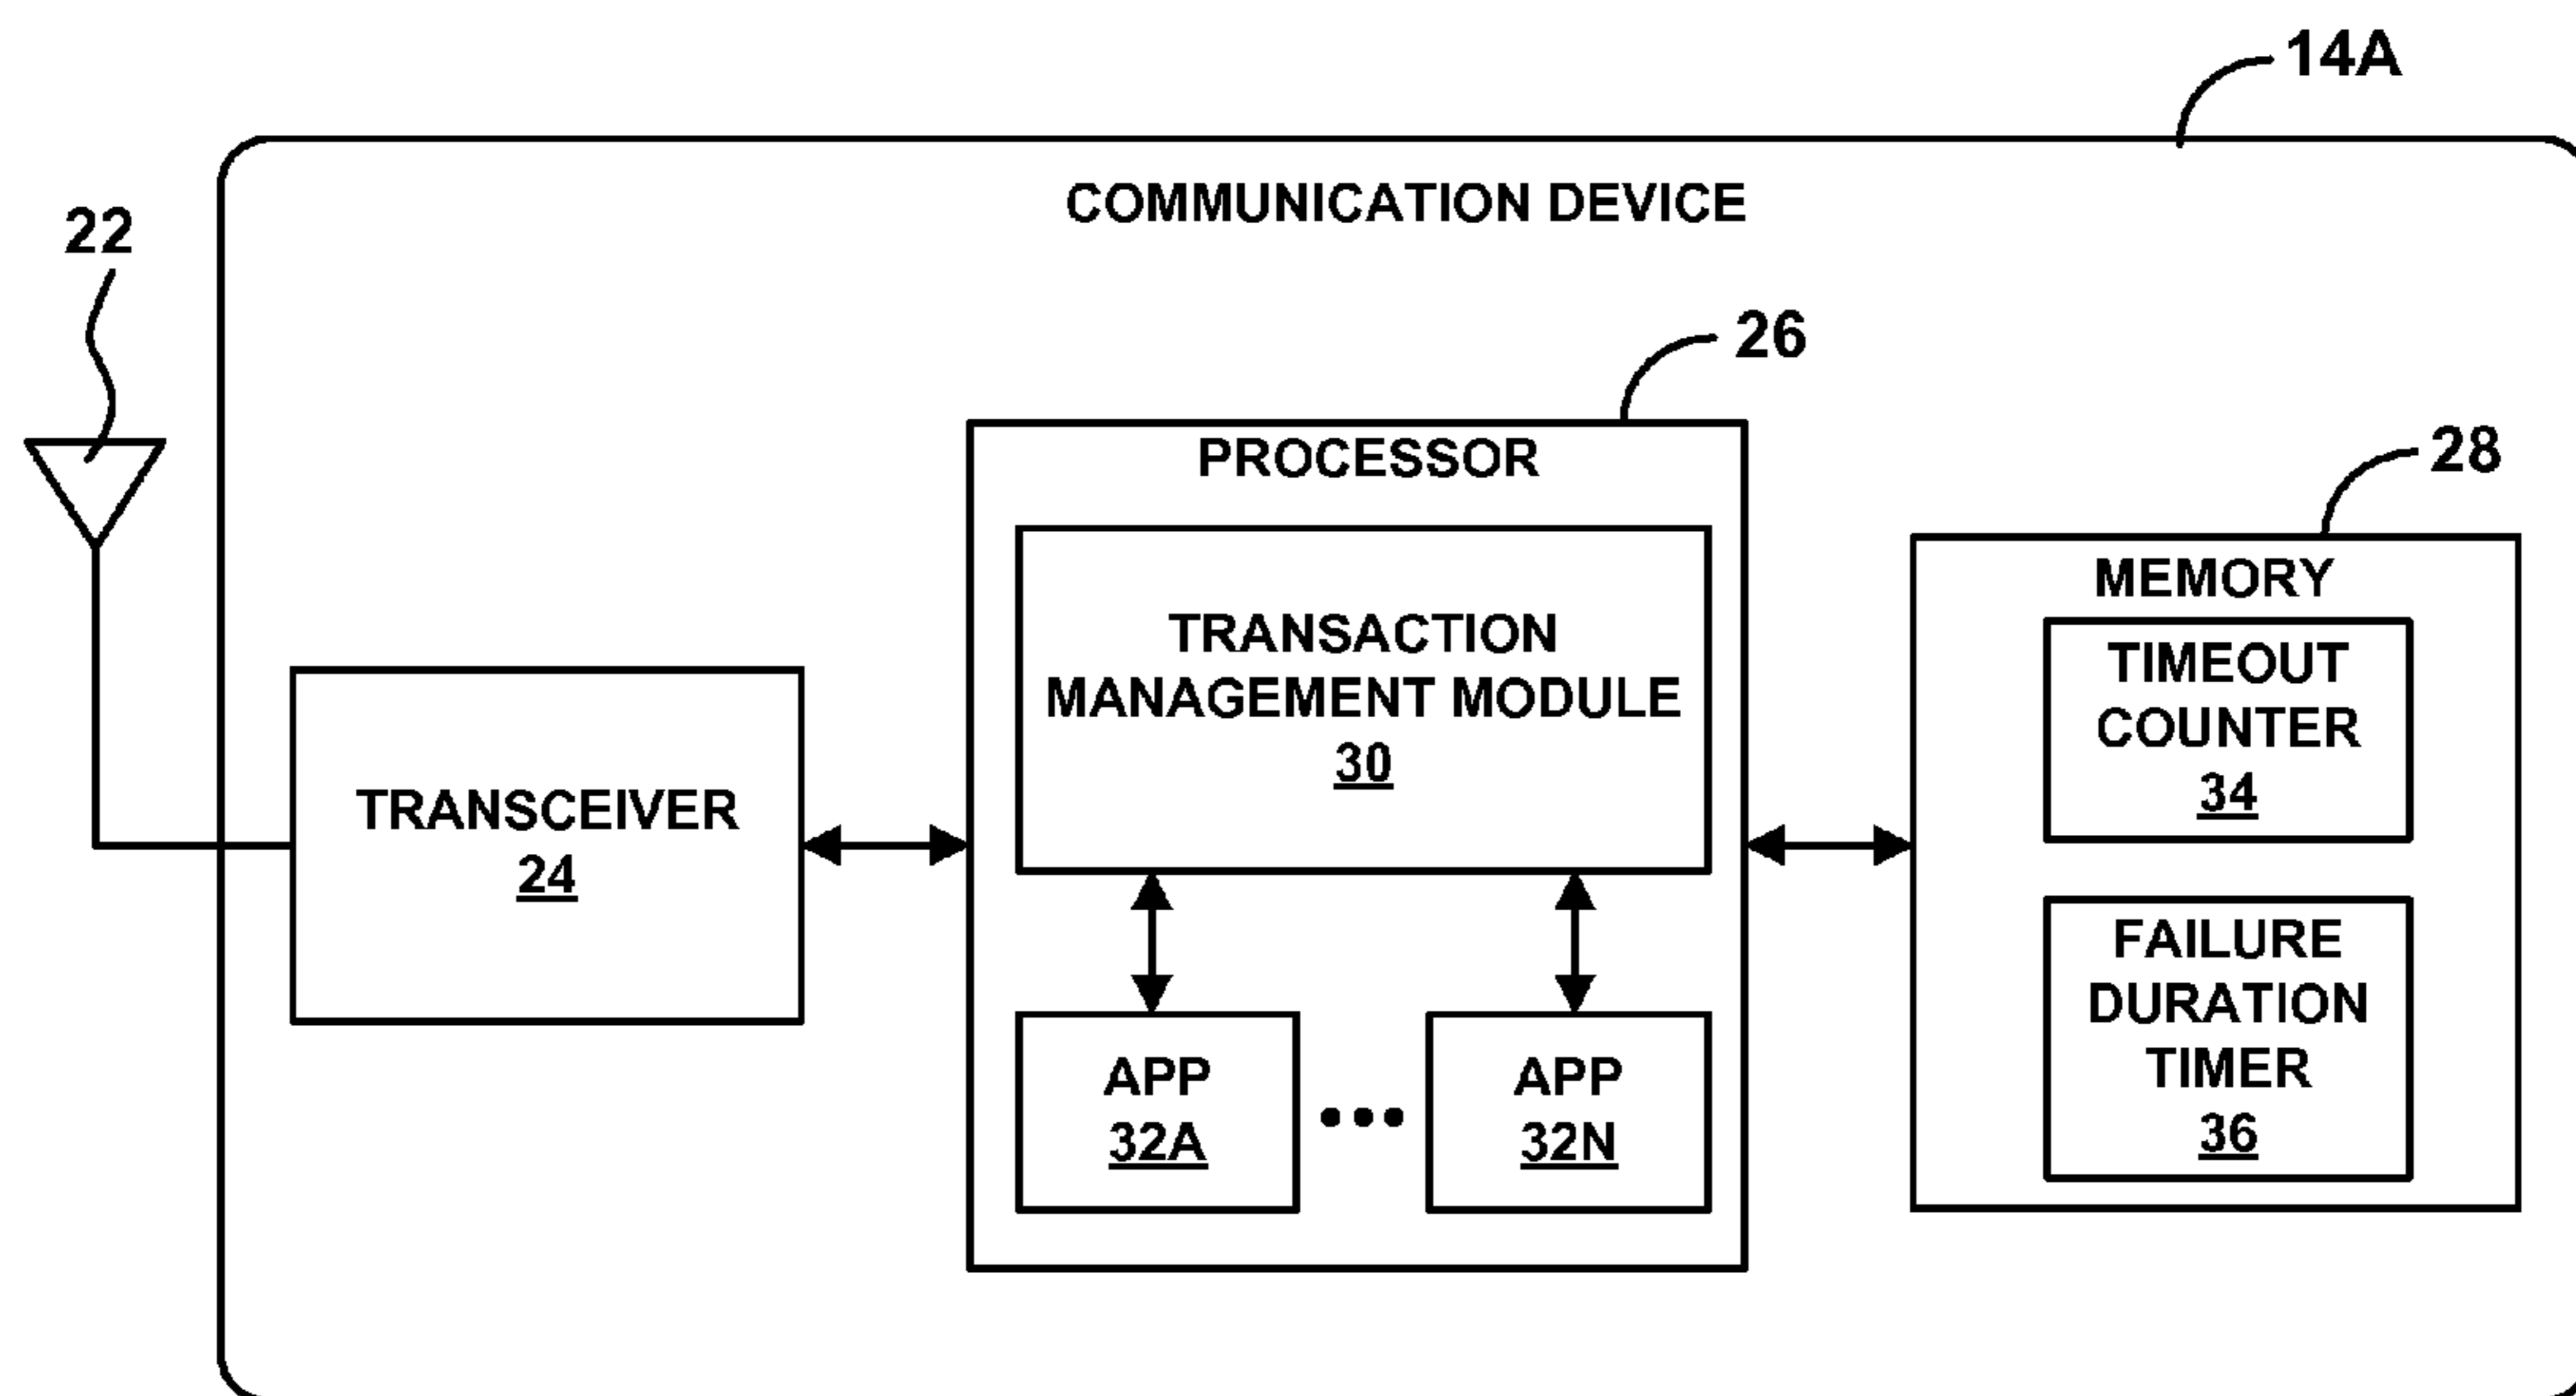 14A
COMMUNICATION DEVICE
22
26
PROCESSOR
28
MEMORY
TRANSACTION
MANAGEMENT MODULE
30
TIMEOUT
COUNTER
34
TRANSCEIVER
24
FAILURE
DURATION
TIMER
36
APP
32A
APP
32N